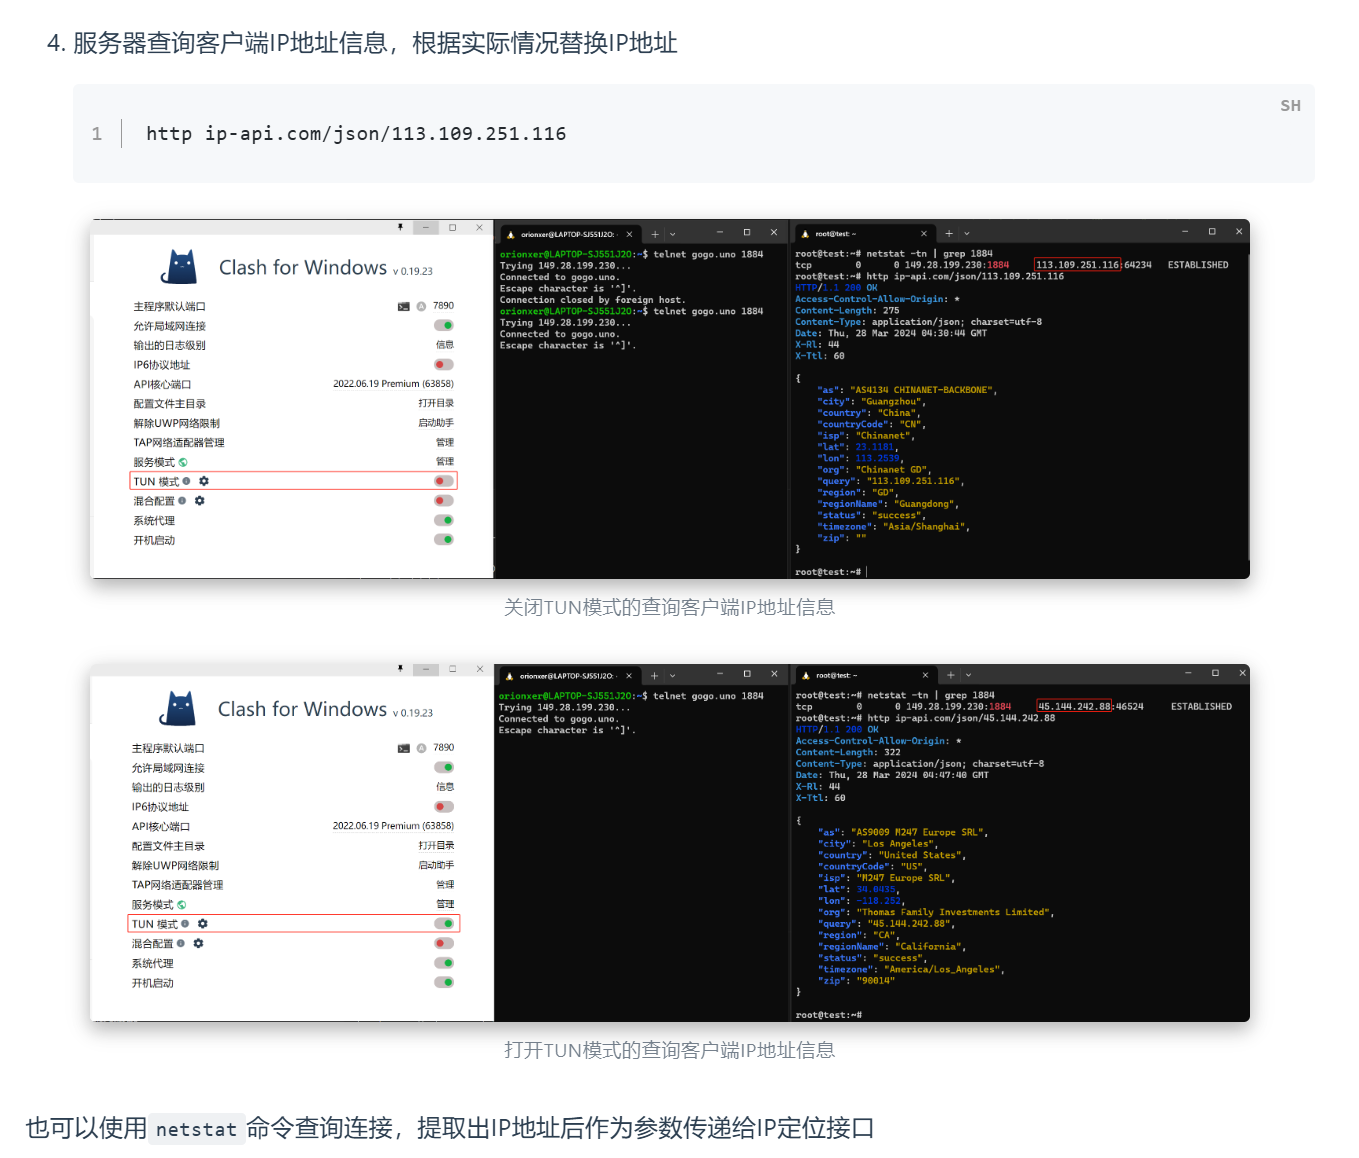 4. 服务器查询客户端IP地址信息，根据实际情况替换IP地址
SH
1 http ip-api.com/json/113.109.251.116
Clash for Windows v 0.19.23
主程序默认端口 7890
允许局域网连接
输出的日志级别 信息
IP6协议地址
API核心端口 2022.06.19 Premium (63858)
配置文件主目录 打开目录
解除UWP网络限制 启动助手
TAP网络适配器管理 管理
服务模式 管理
TUN 模式
混合配置
系统代理
开机启动
orionxer@LAPTOP-SJ551J2O: -
orionxer@LAPTOP-SJ551J2O:~$ telnet gogo.uno 1884
Trying 149.28.199.230...
Connected to gogo.uno.
Escape character is '^]'.
Connection closed by foreign host.
orionxer@LAPTOP-SJ551J2O:~$ telnet gogo.uno 1884
Trying 149.28.199.230...
Connected to gogo.uno.
Escape character is '^]'.
root@test: ~
root@test:~# netstat -tn | grep 1884
tcp 0 0 149.28.199.230:1884 113.109.251.116:64234 ESTABLISHED
root@test:~# http ip-api.com/json/113.109.251.116
HTTP/1.1 200 OK
Access-Control-Allow-Origin: *
Content-Length: 275
Content-Type: application/json; charset=utf-8
Date: Thu, 28 Mar 2024 04:30:44 GMT
X-Rl: 44
X-Ttl: 60
{
"as": "AS4134 CHINANET-BACKBONE",
"city": "Guangzhou",
"country": "China",
"countryCode": "CN",
"isp": "Chinanet",
"lat": 23.1181,
"lon": 113.2539,
"org": "Chinanet GD",
"query": "113.109.251.116",
"region": "GD",
"regionName": "Guangdong",
"status": "success",
"timezone": "Asia/Shanghai",
"zip": ""
}
root@test:~#
关闭TUN模式的查询客户端IP地址信息
Clash for Windows v 0.19.23
主程序默认端口 7890
允许局域网连接
输出的日志级别 信息
IP6协议地址
API核心端口 2022.06.19 Premium (63858)
配置文件主目录 打开目录
解除UWP网络限制 启动助手
TAP网络适配器管理 管理
服务模式 管理
TUN 模式
混合配置
系统代理
开机启动
orionxer@LAPTOP-SJ551J2O: -
orionxer@LAPTOP-SJ551J2O:~$ telnet gogo.uno 1884
Trying 149.28.199.230...
Connected to gogo.uno.
Escape character is '^]'.
root@test: ~
root@test:~# netstat -tn | grep 1884
tcp 0 0 149.28.199.230:1884 45.144.242.88:46524 ESTABLISHED
root@test:~# http ip-api.com/json/45.144.242.88
HTTP/1.1 200 OK
Access-Control-Allow-Origin: *
Content-Length: 322
Content-Type: application/json; charset=utf-8
Date: Thu, 28 Mar 2024 04:47:40 GMT
X-Rl: 44
X-Ttl: 60
{
"as": "AS9009 M247 Europe SRL",
"city": "Los Angeles",
"country": "United States",
"countryCode": "US",
"isp": "M247 Europe SRL",
"lat": 34.0435,
"lon": -118.252,
"org": "Thomas Family Investments Limited",
"query": "45.144.242.88",
"region": "CA",
"regionName": "California",
"status": "success",
"timezone": "America/Los_Angeles",
"zip": "90014"
}
root@test:~#
打开TUN模式的查询客户端IP地址信息
也可以使用 netstat 命令查询连接，提取出IP地址后作为参数传递给IP定位接口